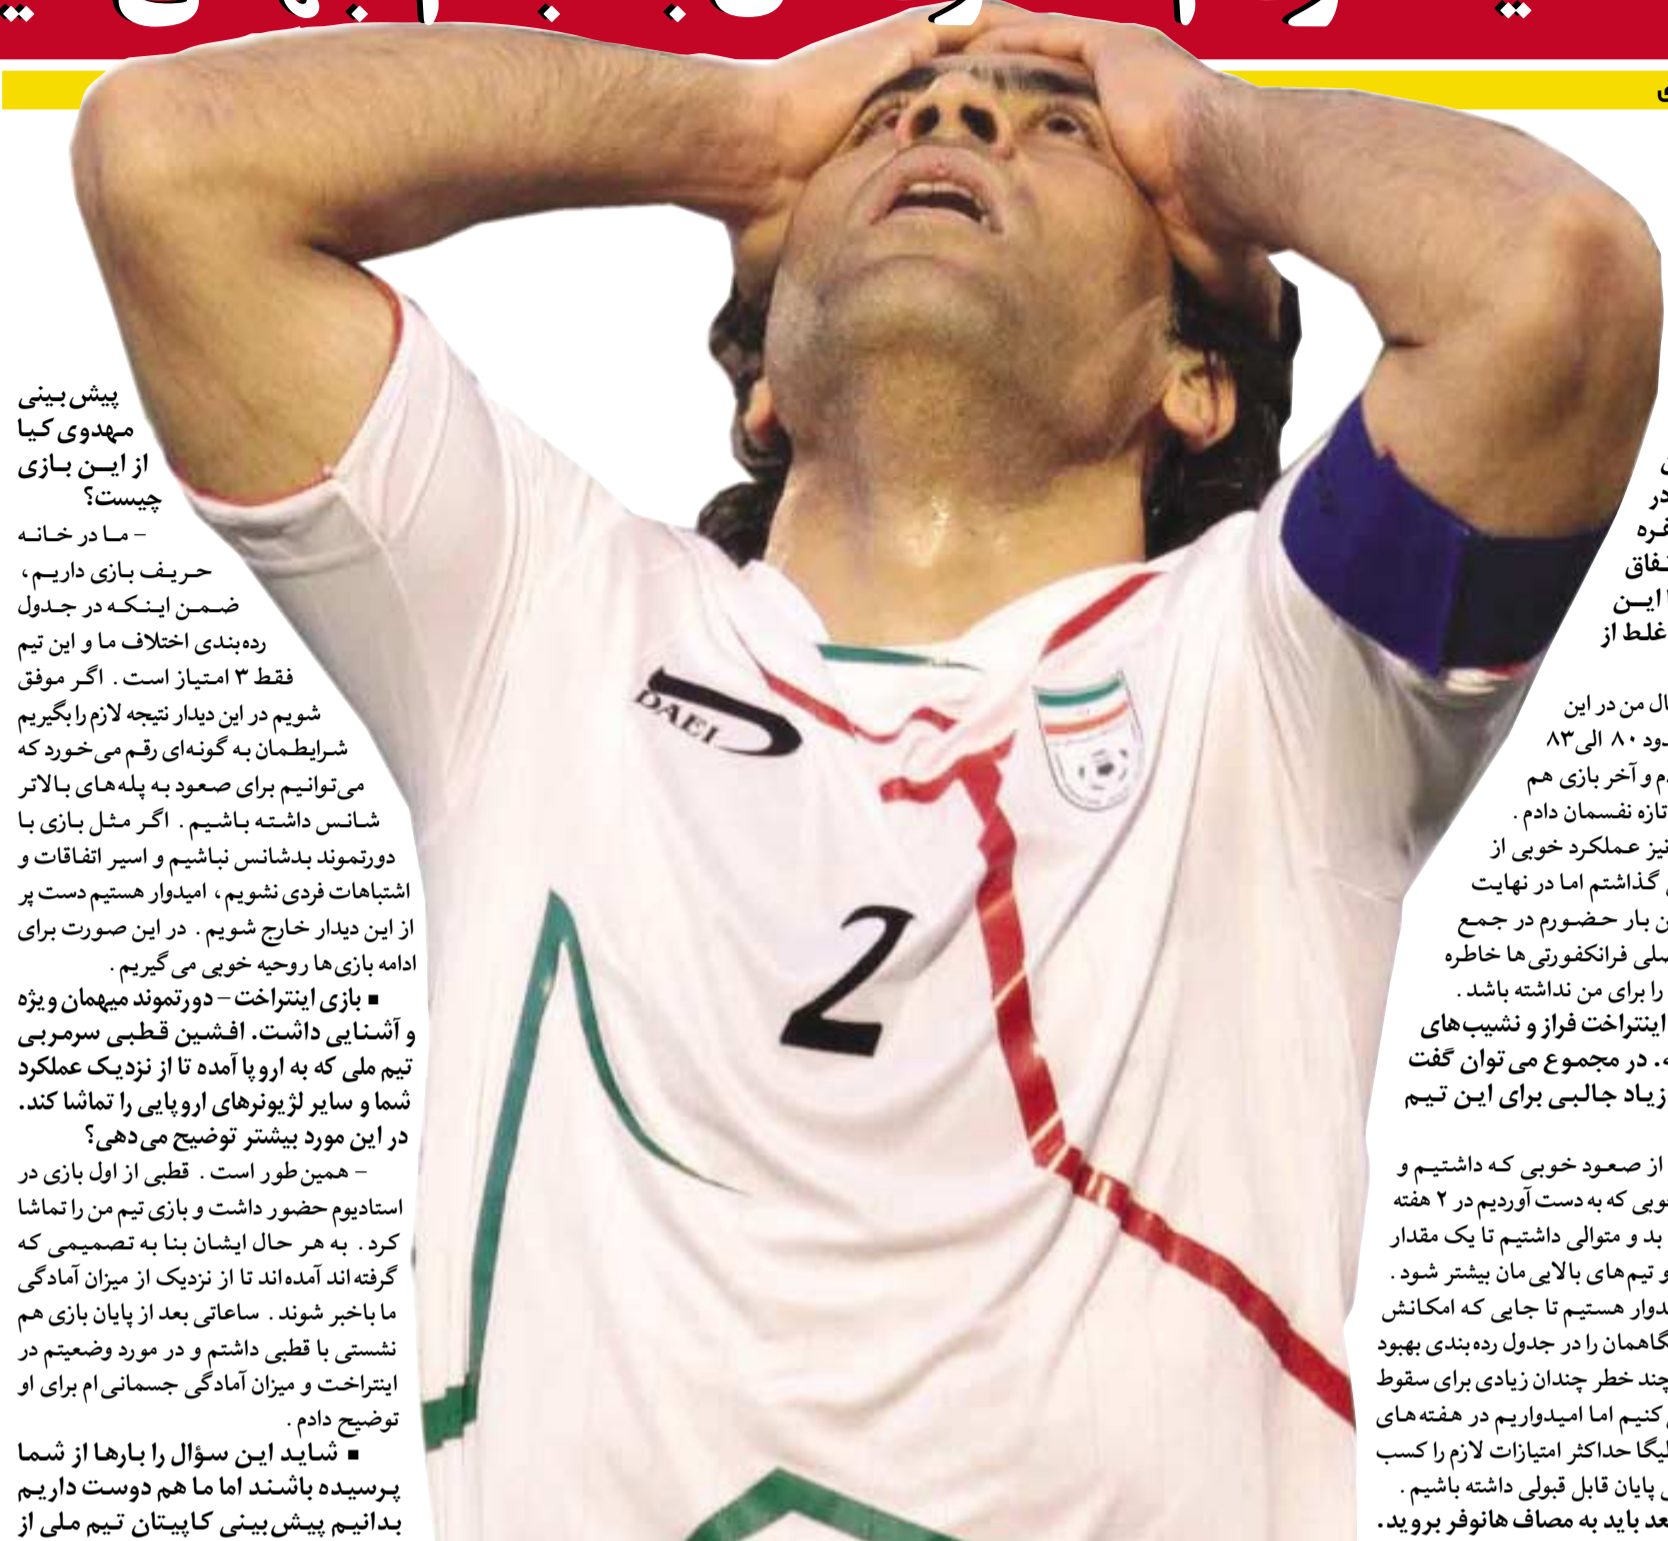 در
این
غلط از
من در این
۸۰ الی ۸۳
و آخر بازی هم
تازه نفسمان دادم .
نیز عملکرد خوبی از
گذاشتم اما در نهایت
بار حضورم در جمع
فرانکفورتی‌ها خاطره
را برای من نداشته باشد .
اینتراخت فراز و نشیب‌های
در مجموع می‌توان گفت
زیاد جالبی برای این تیم
از صعود خوبی که داشتیم و
که به دست آوردیم در ۲ هفته
بد و متوالی داشتیم تا یک مقدار
و تیم‌های بالایی مان بیشتر شود .
هستیم تا جایی که امکانش
را در جدول رده‌بندی بهبود
چند خطر چندان زیادی برای سقوط
کنیم اما امیدواریم در هفته‌های
حداکثر امتیازات لازم را کسب
پایان قابل قبولی داشته باشیم .
باید به مصاف هانوفر بروید.
DAEI
2
پیش‌بینی
مهدوی‌کیا
از این بازی
چیست؟
- ما در خانه
حریف بازی داریم،
ضمن اینکه در جدول
رده‌بندی اختلاف ما و این تیم
فقط ۳ امتیاز است . اگر موفق
شویم در این دیدار نتیجه لازم را بگیریم
شرایطمان به گونه‌ای رقم می‌خورد که
می‌توانیم برای صعود به پله‌های بالاتر
شانس داشته باشیم . اگر مثل بازی با
دورتموند بدشانس نباشیم و اسیر اتفاقات و
اشتباهات فردی نشویم، امیدوار هستیم دست پر
از این دیدار خارج شویم . در این صورت برای
ادامه بازی‌ها روحیه خوبی می‌گیریم .
■ بازی اینتراخت - دورتموند میهمان ویژه
و آشنایی داشت. افشین قطبی سرمربی
تیم ملی که به اروپا آمده تا از نزدیک عملکرد
شما و سایر لژیونرهای اروپایی را تماشا کند.
در این مورد بیشتر توضیح می‌دهی؟
- همین طور است . قطبی از اول بازی در
استادیوم حضور داشت و بازی تیم من را تماشا
کرد . به هر حال ایشان بنا به تصمیمی که
گرفته‌اند آمده‌اند تا از نزدیک از میزان آمادگی
ما باخبر شوند . ساعاتی بعد از پایان بازی هم
نشستی با قطبی داشتم و در مورد وضعیتم در
اینتراخت و میزان آمادگی جسمانی‌ام برای او
توضیح دادم .
■ شاید این سؤال را بارها از شما
پرسیده باشند اما ما هم دوست داریم
بدانیم پیش‌بینی کاپیتان تیم ملی از